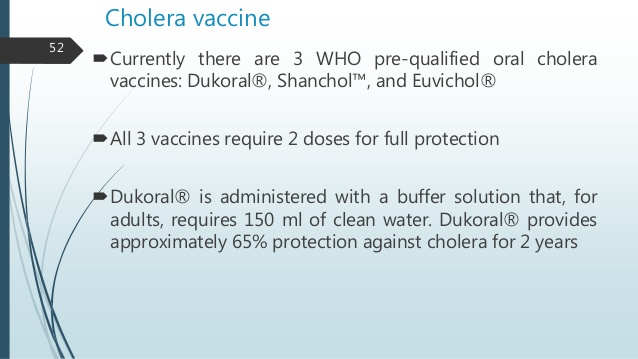 Cholera vaccine
52
Currently there are 3 WHO pre-qualified oral cholera
vaccines: Dukoral®, Shanchol™, and Euvichol®
All 3 vaccines require 2 doses for full protection
Dukoral® is administered with a buffer solution that, for
adults, requires 150 ml of clean water. Dukoral® provides
approximately 65% protection against cholera for 2 years